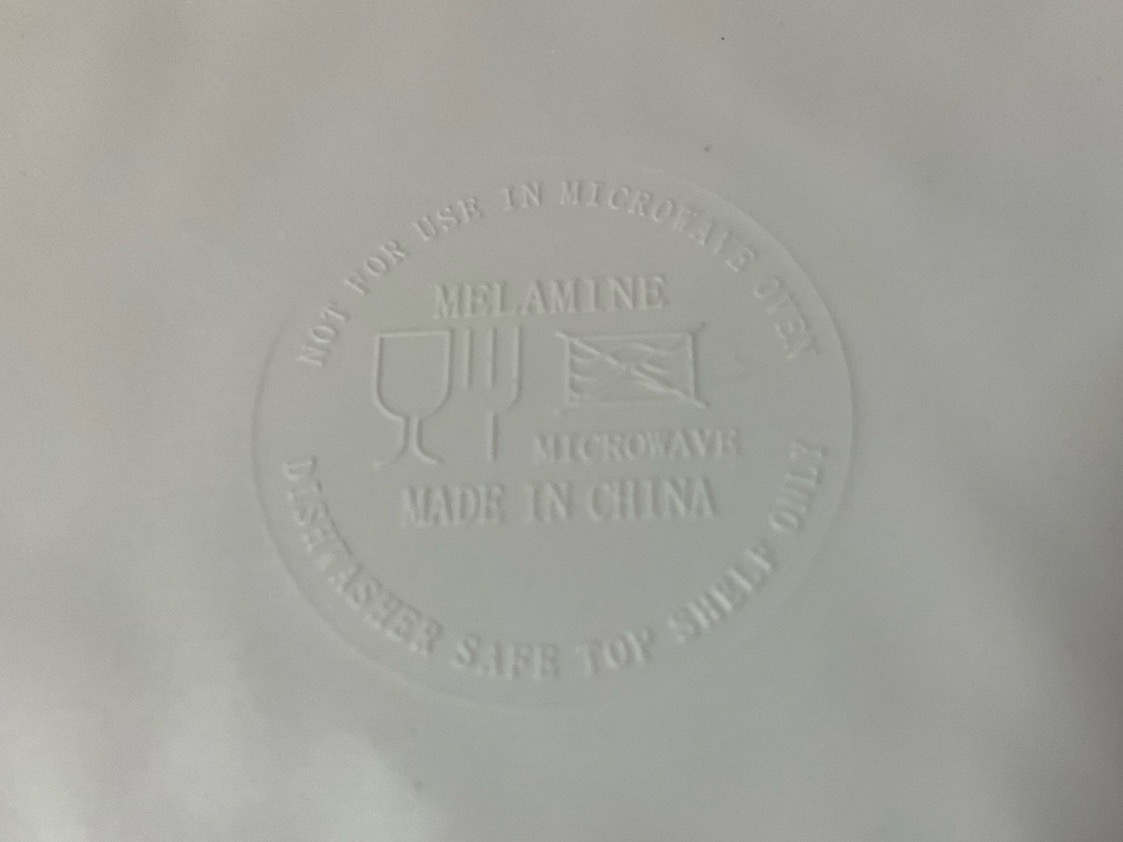 NOT FOR USE IN MICROWAVE OVEN
MELAMINE
MICROWAVE
MADE IN CHINA
DISHWASHER SAFE TOP SHELF ONLY